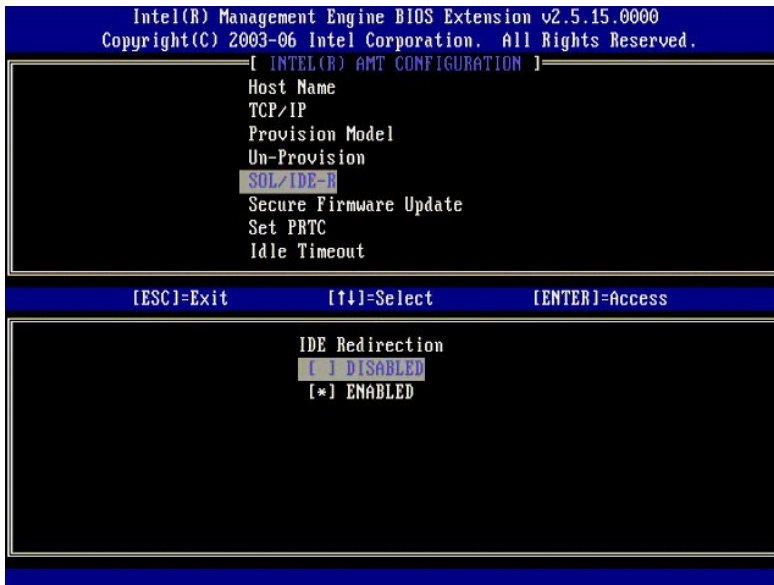 Intel(R) Management Engine BIOS Extension v2.5.15.0000
Copyright(C) 2003-06 Intel Corporation. All Rights Reserved.
[ INTEL(R) AMT CONFIGURATION ]
Host Name
TCP/IP
Provision Model
Un-Provision
SOL/IDE-R
Secure Firmware Update
Set PRTC
Idle Timeout
[ESC]=Exit [↑↓]=Select [ENTER]=Access
IDE Redirection
[ ] DISABLED
[*] ENABLED